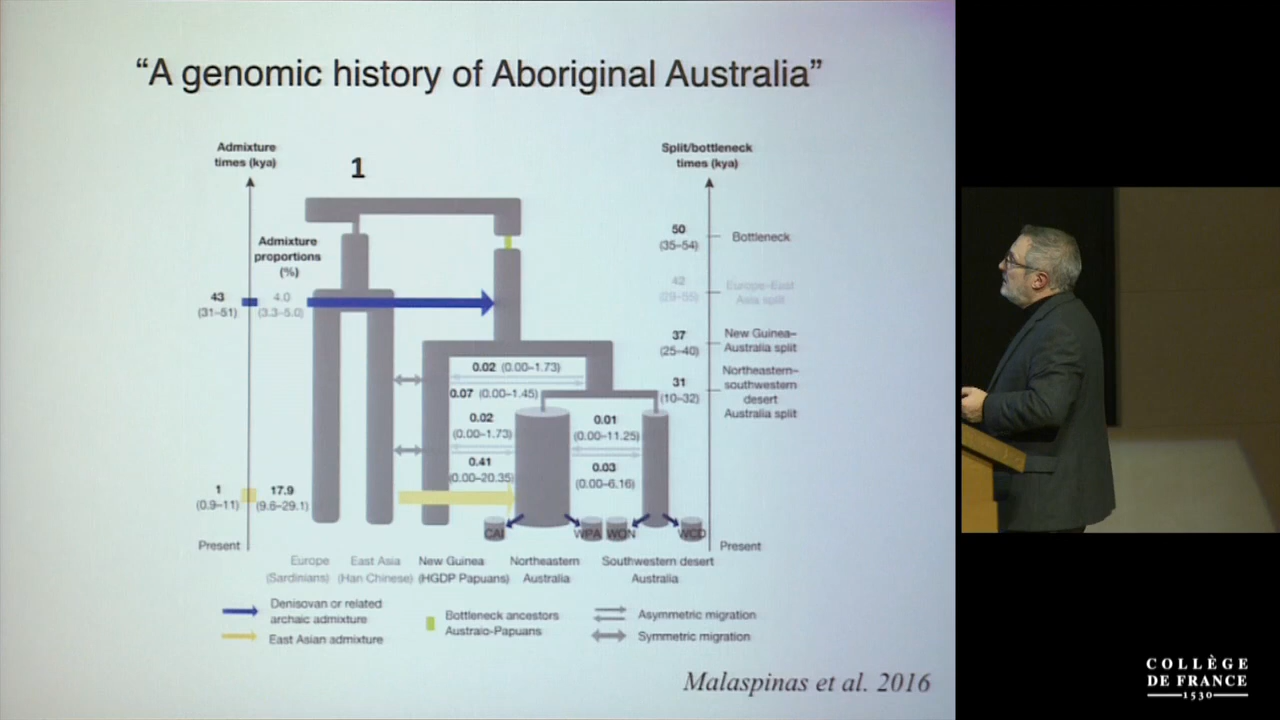 “A genomic history of Aboriginal Australia”
Admixture
times (kya)
1
Split/bottleneck
times (kya)
Admixture
proportions
(%)
50
(35–54)
Bottleneck
42
(29–55)
Europe–East
Asia split
43
(31–51)
4.0
(3.3–5.0)
37
(25–40)
New Guinea–
Australia split
31
(10–32)
Northeastern–
southwestern
desert
Australia split
0.02 (0.00–1.73)
0.07 (0.00–1.45)
0.02
(0.00–1.73)
0.01
(0.00–11.25)
0.41
(0.00–20.35)
0.03
(0.00–6.16)
1
(0.9–11)
17.9
(9.6–29.1)
CAI
WPA
WON
WCD
Present
Present
Europe
(Sardinians)
East Asia
(Han Chinese)
New Guinea
(HGDP Papuans)
Northeastern
Australia
Southwestern desert
Australia
Denisovan or related
archaic admixture
East Asian admixture
Bottleneck ancestors
Australo-Papuans
Asymmetric migration
Symmetric migration
Malaspinas et al. 2016
COLLÈGE
DE FRANCE
1530